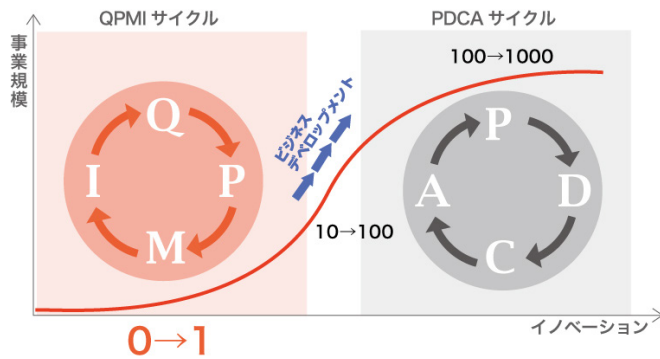 QPMI サイクル
PDCA サイクル
事業規模
100→1000
ビジネス
デベロップメント
Q
P
M
I
P
D
C
A
10→100
イノベーション
0→1